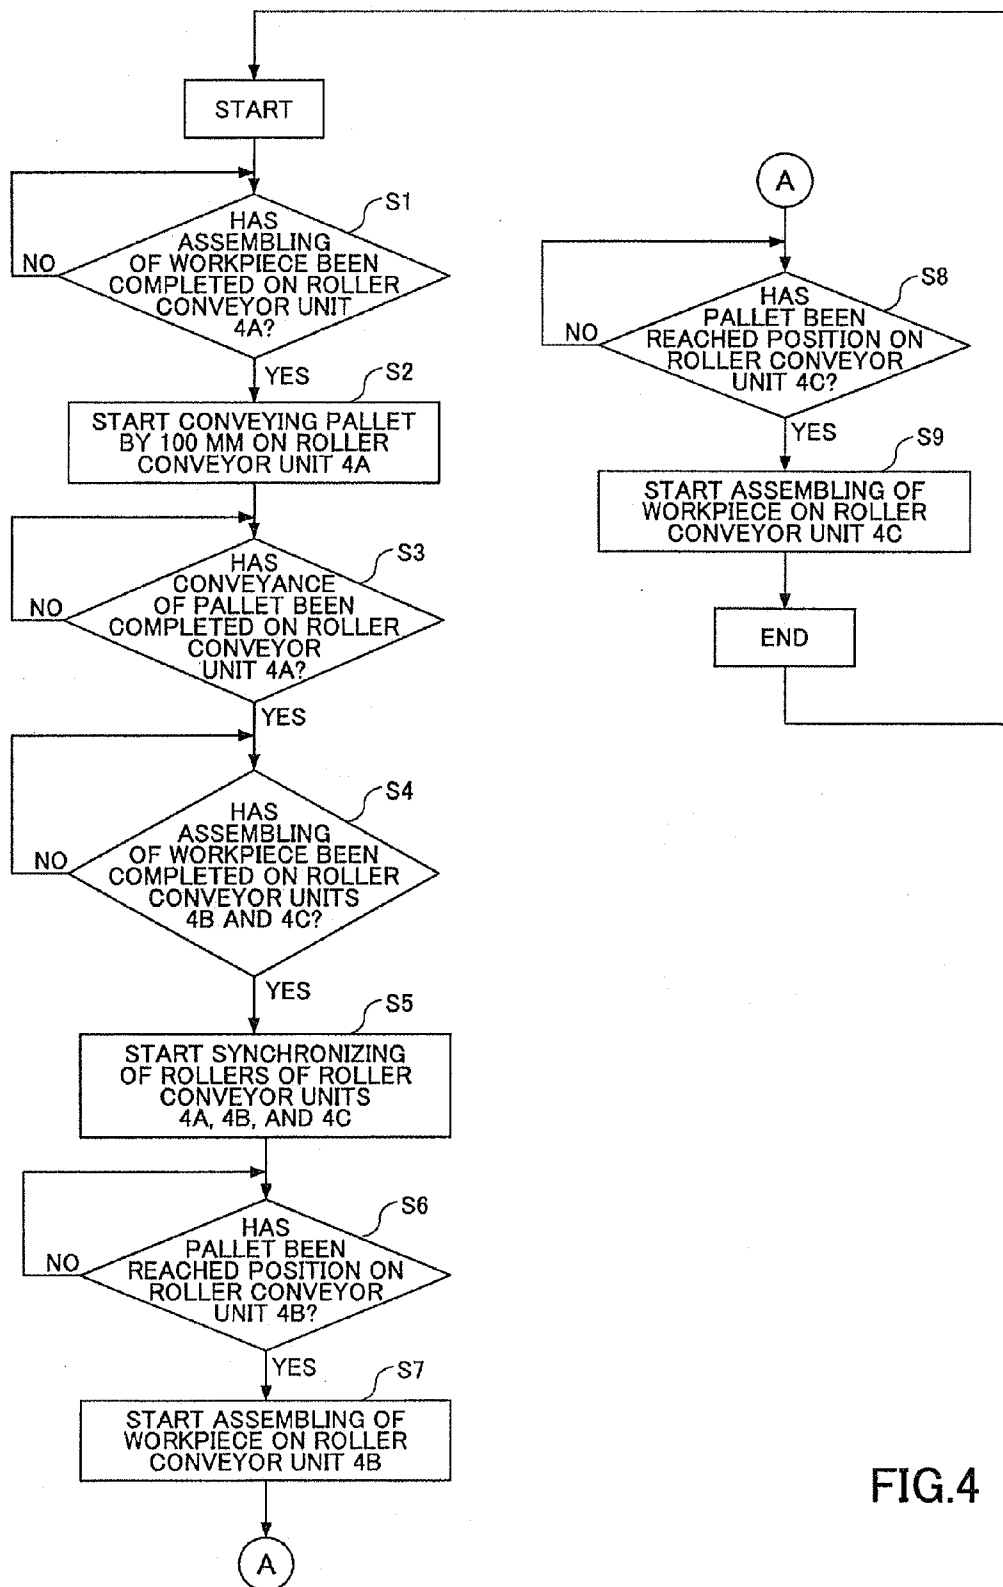 START
S1
HAS
ASSEMBLING
OF WORKPIECE BEEN
COMPLETED ON ROLLER
CONVEYOR UNIT
4A?
NO
YES
S2
START CONVEYING PALLET
BY 100 MM ON ROLLER
CONVEYOR UNIT 4A
S3
HAS
CONVEYANCE
OF PALLET BEEN
COMPLETED ON ROLLER
CONVEYOR
UNIT 4A?
NO
YES
S4
HAS
ASSEMBLING
OF WORKPIECE BEEN
COMPLETED ON ROLLER
CONVEYOR UNITS
4B AND 4C?
NO
YES
S5
START SYNCHRONIZING
OF ROLLERS OF ROLLER
CONVEYOR UNITS
4A, 4B, AND 4C
S6
HAS
PALLET BEEN
REACHED POSITION ON
ROLLER CONVEYOR
UNIT 4B?
NO
YES
S7
START ASSEMBLING OF
WORKPIECE ON ROLLER
CONVEYOR UNIT 4B
A
A
S8
HAS
PALLET BEEN
REACHED POSITION ON
ROLLER CONVEYOR
UNIT 4C?
NO
YES
S9
START ASSEMBLING OF
WORKPIECE ON ROLLER
CONVEYOR UNIT 4C
END
FIG.4